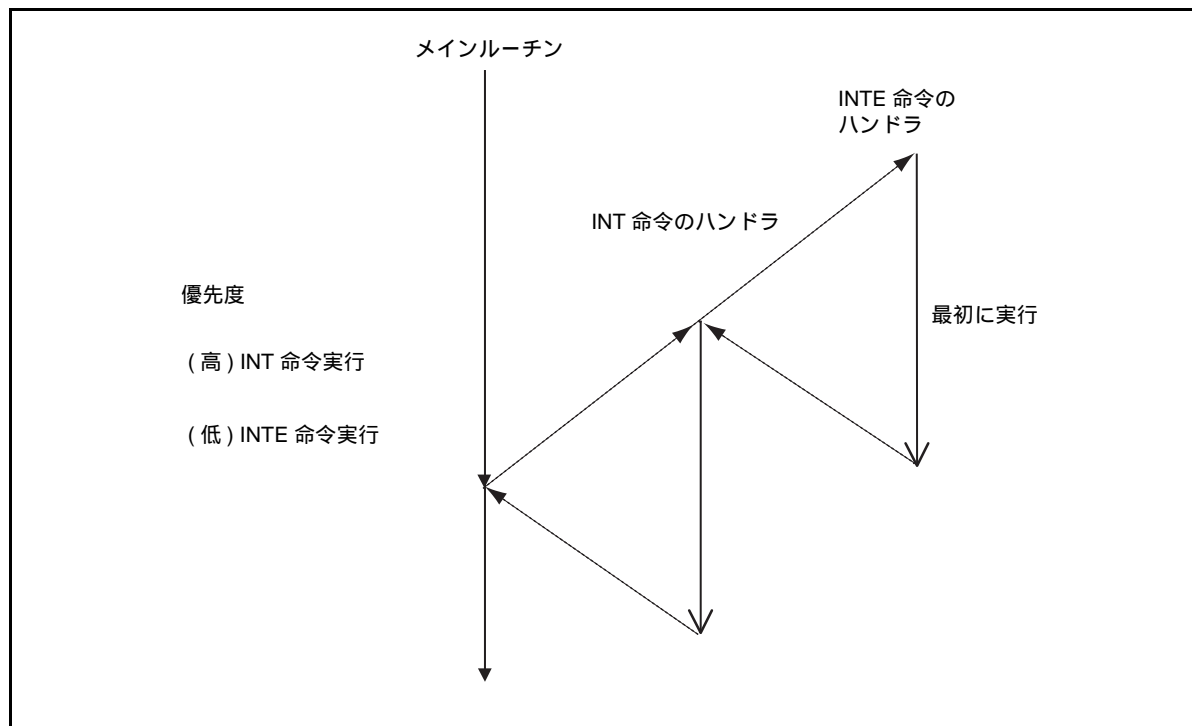 メインルーチン
INTE 命令の
ハンドラ
INT 命令のハンドラ
優先度
最初に実行
( 高 ) INT 命令実行
( 低 ) INTE 命令実行